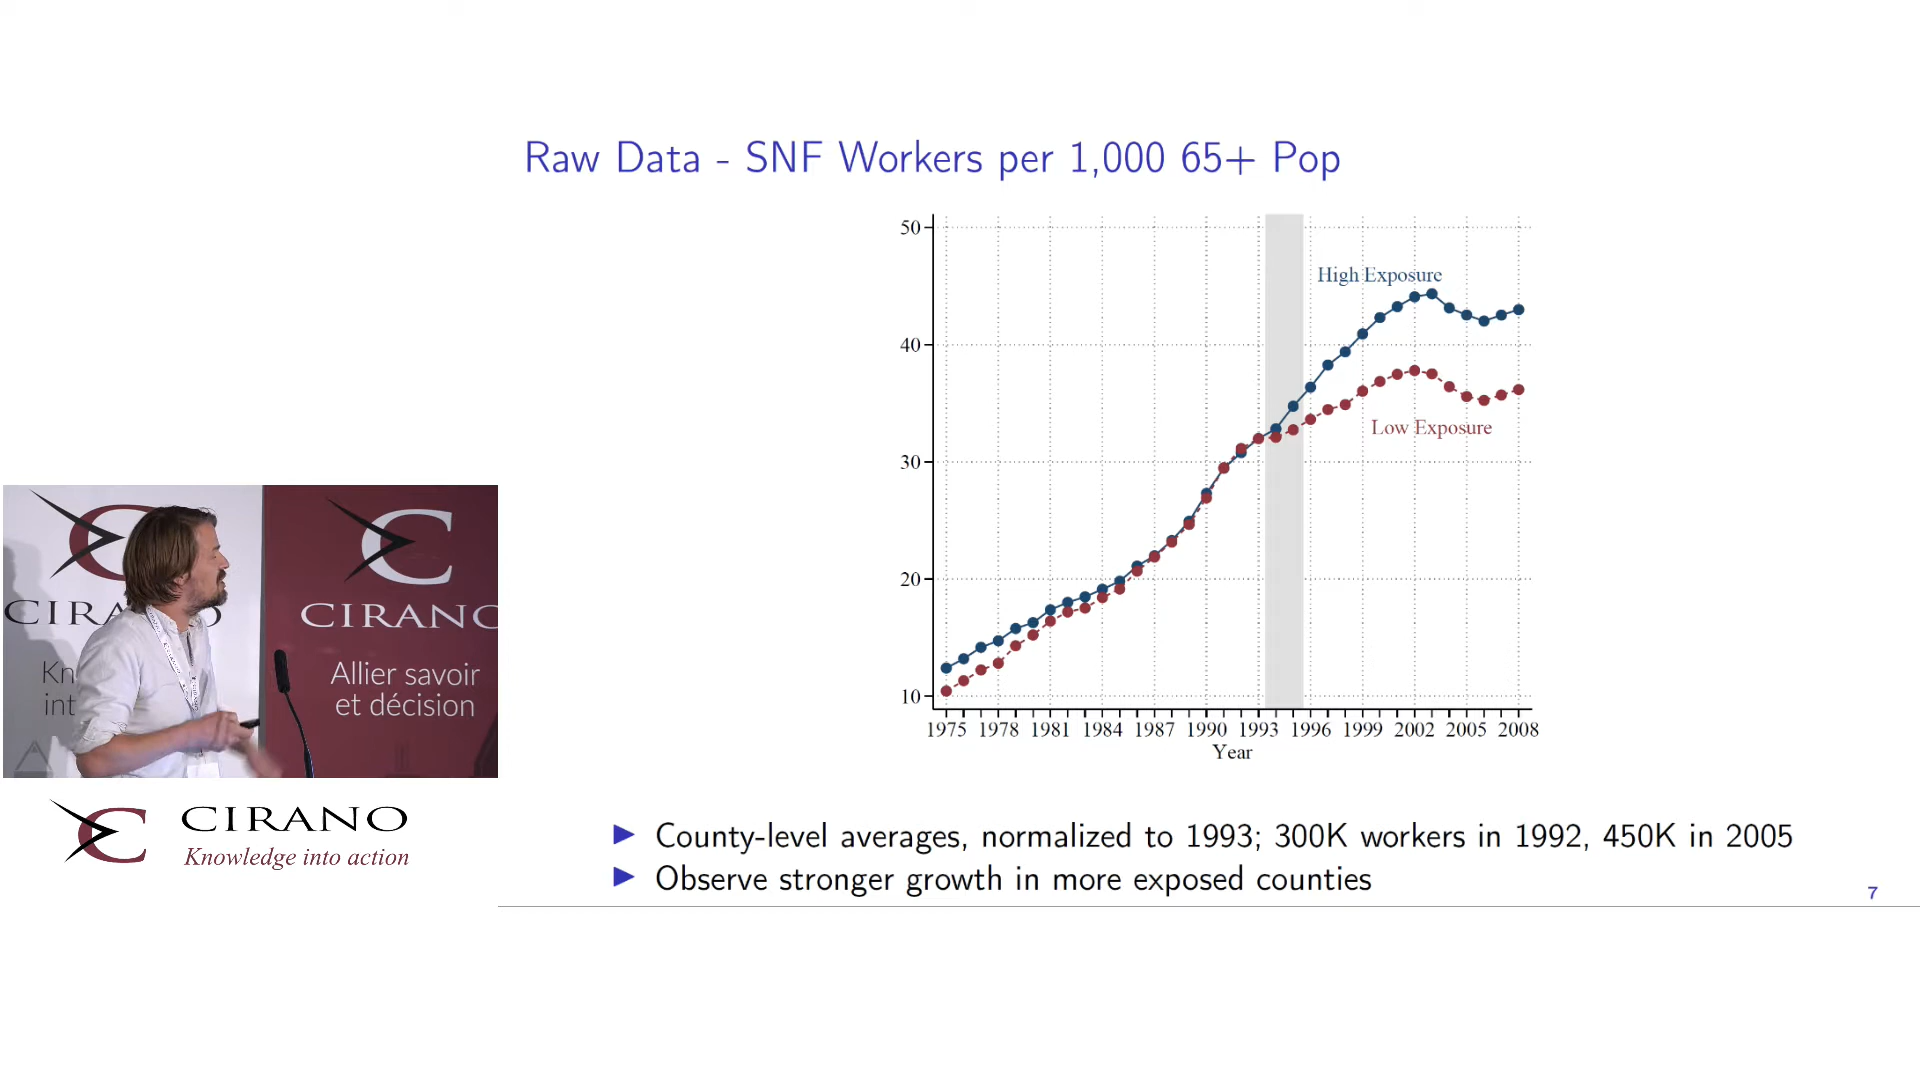 Raw Data - SNF Workers per 1,000 65+ Pop
50
40
30
20
10
High Exposure
Low Exposure
1975 1978 1981 1984 1987 1990 1993 1996 1999 2002 2005 2008
Year
County-level averages, normalized to 1993; 300K workers in 1992, 450K in 2005
Observe stronger growth in more exposed counties
7
CIRANO
Allier savoir
et décision
CIRANO
Knowledge into action